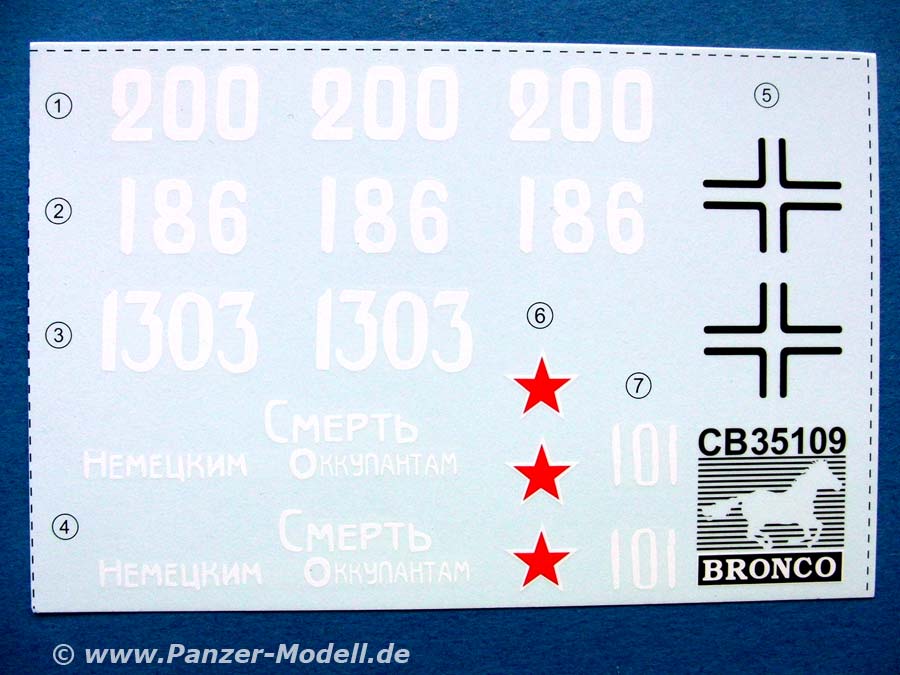 1 200 200 200 5
2 186 186 186
3 1303 1303 6
7
Смерть 101 CB35109
Немецким Оккупантам
4 Смерть
Немецким Оккупантам 101 BRONCO
© www.Panzer-Modell.de